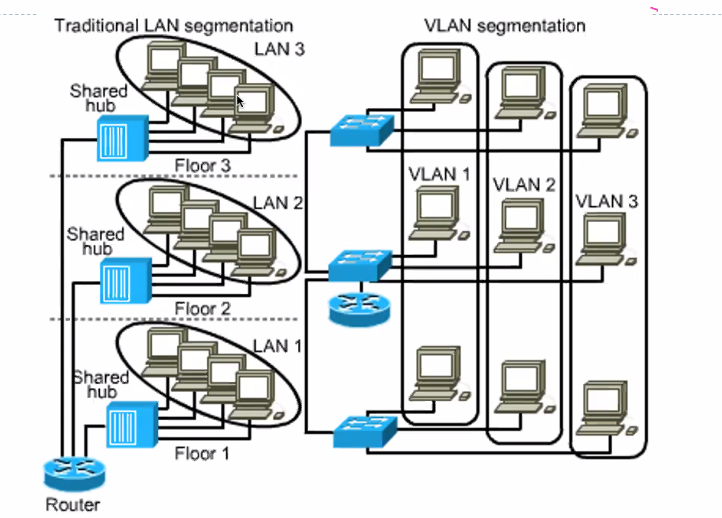 Traditional LAN segmentation
VLAN segmentation
LAN 3
Shared
hub
Floor 3
LAN 2
Shared
hub
Floor 2
LAN 1
Shared
hub
Floor 1
Router
VLAN 1
VLAN 2
VLAN 3